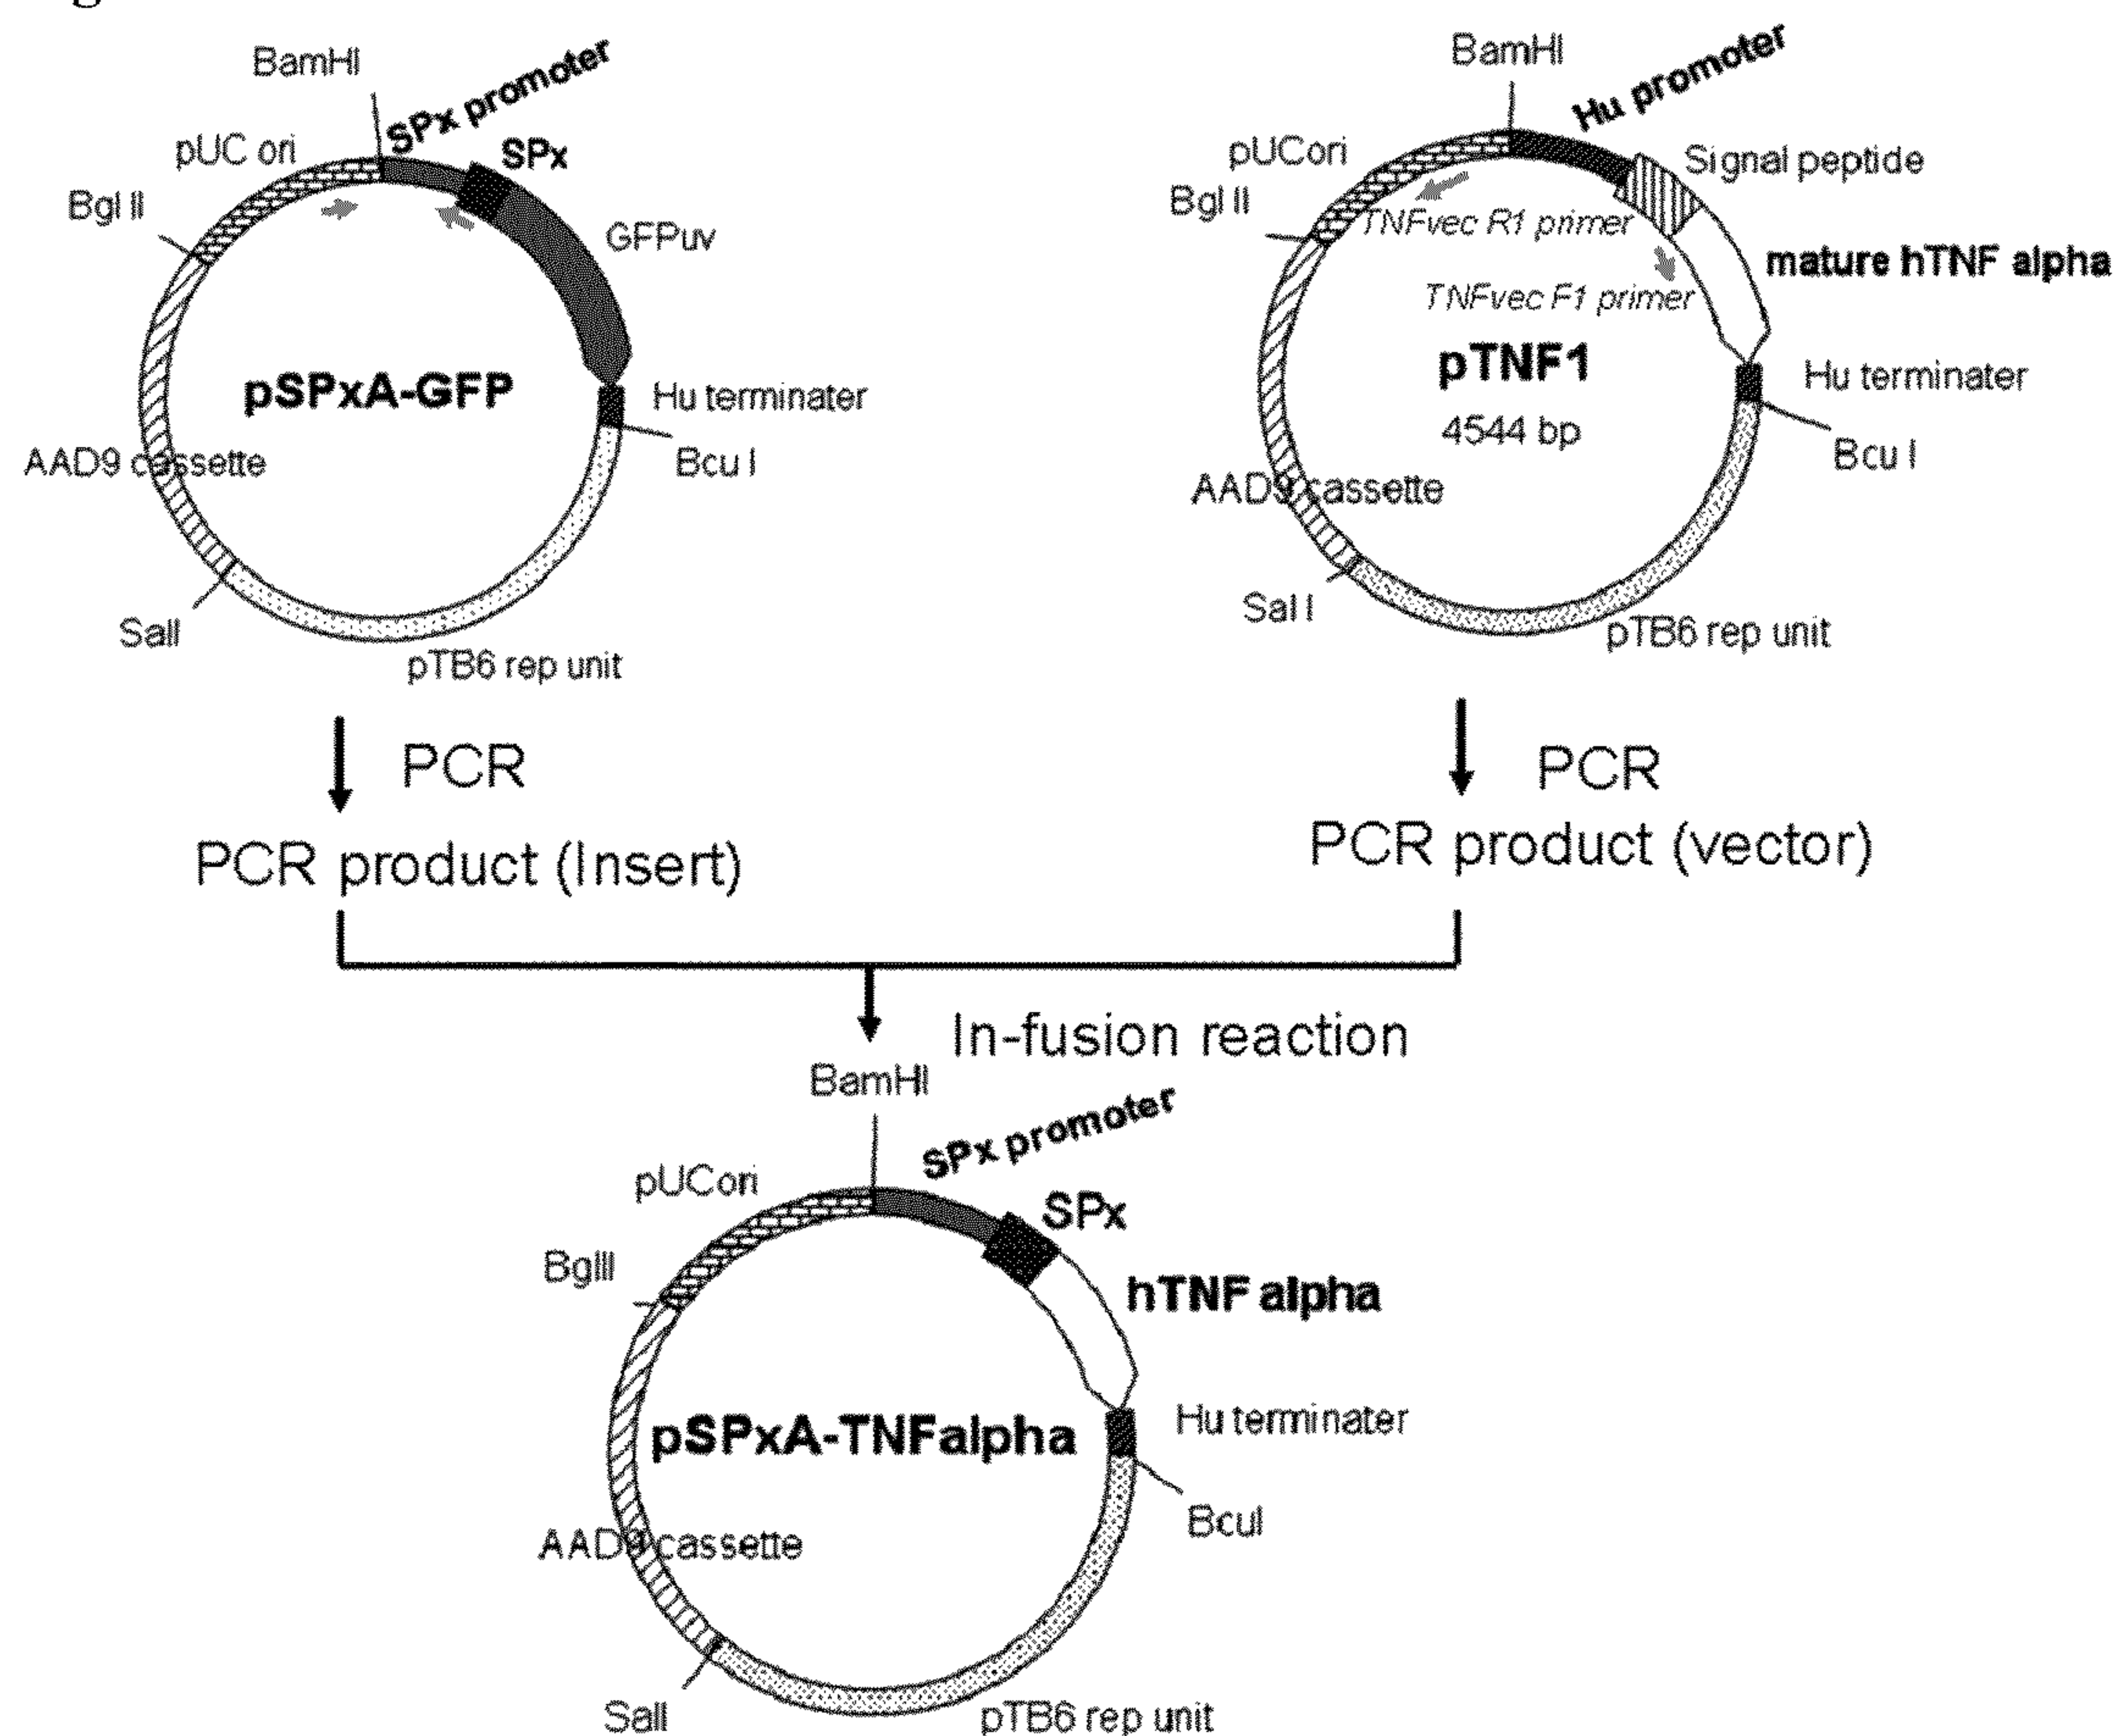 BamHI
SPx promoter
pUC ori
SPx
Bgl II
GFPuv
pSPxA-GFP
Hu terminater
AAD9 cassette
Bcu I
SalI
pTB6 rep unit
BamHI
Hu promoter
pUCori
Signal peptide
Bgl II
TNFvec R1 primer
mature hTNF alpha
TNFvec F1 primer
pTNF1
Hu terminater
4544 bp
Bcu I
AAD9 cassette
Sal I
pTB6 rep unit
PCR
PCR
PCR product (Insert)
PCR product (vector)
In-fusion reaction
BamHI
SPx promoter
pUCori
SPx
BglII
hTNF alpha
Hu terminater
pSPxA-TNFalpha
BcuI
AAD9 cassette
SalI
pTB6 rep unit